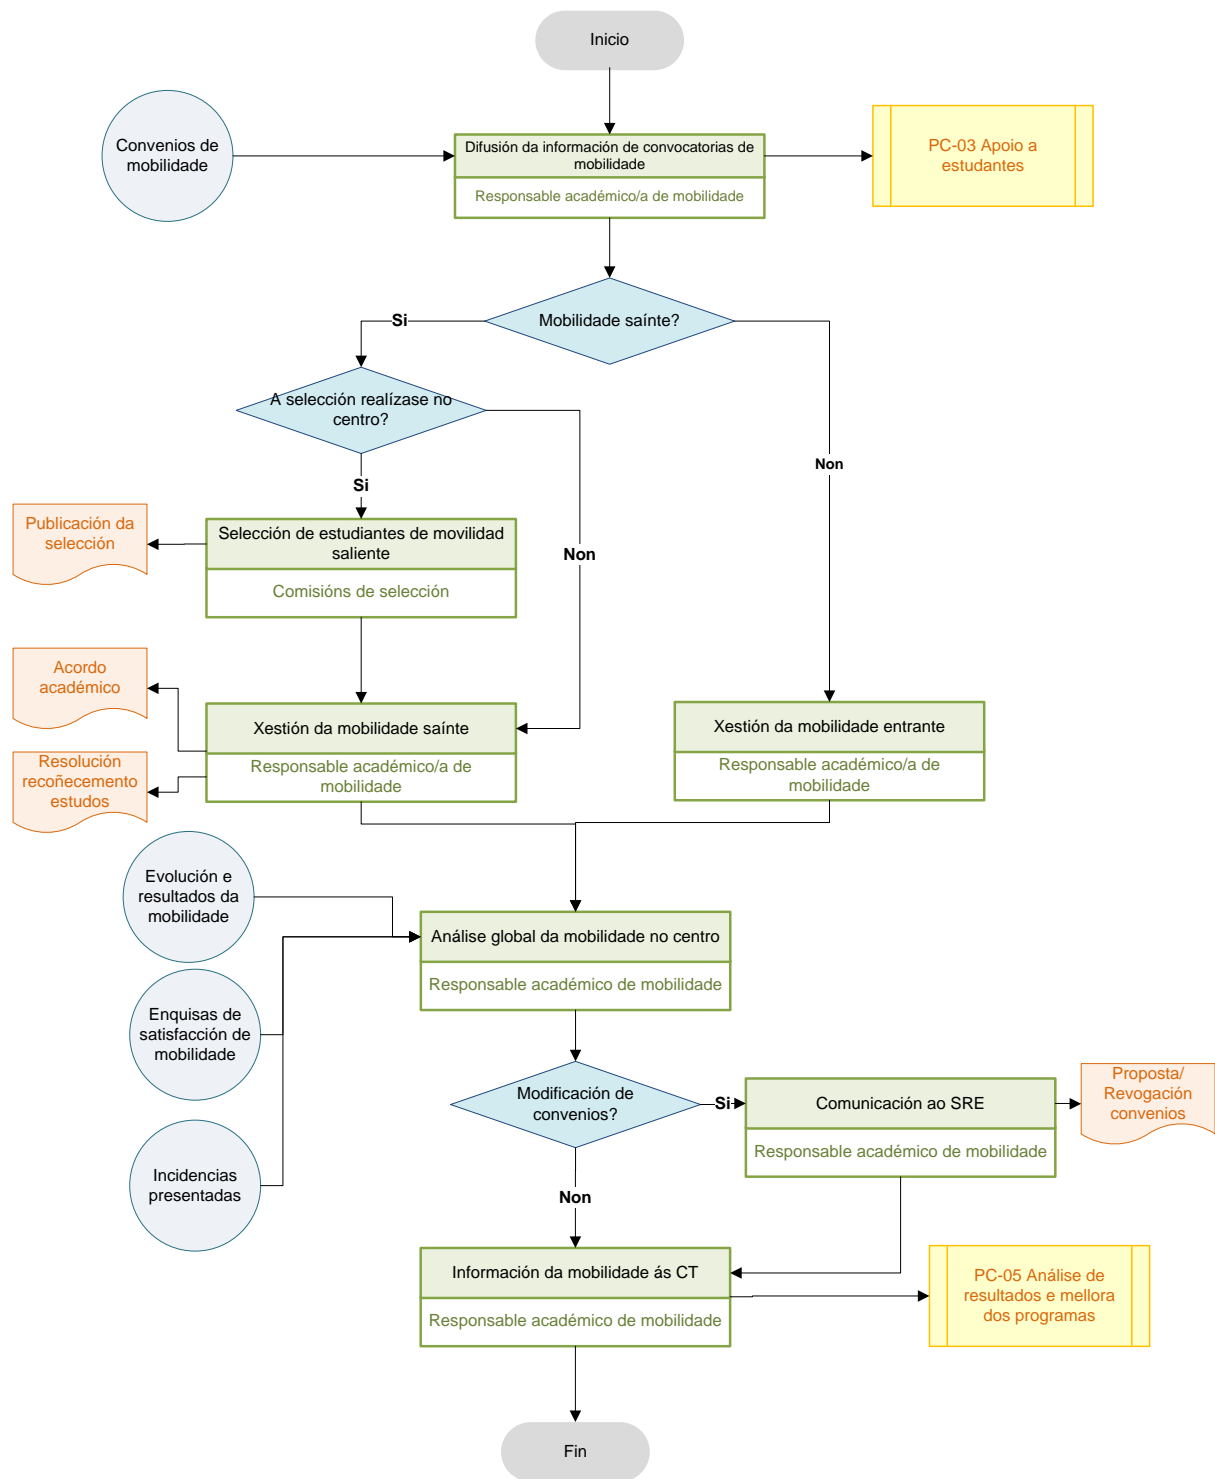 Inicio
Convenios de
mobilidade
Difusión da información de convocatorias de
mobilidade
Responsable académico/a de mobilidade
PC-03 Apoio a
estudantes
Mobilidade saínte?
Si
Non
A selección realízase no
centro?
Si
Non
Publicación da
selección
Selección de estudiantes de movilidad
saliente
Comisións de selección
Acordo
académico
Resolución
recoñecemento
estudos
Xestión da mobilidade saínte
Responsable académico/a de
mobilidade
Xestión da mobilidade entrante
Responsable académico/a de
mobilidade
Evolución e
resultados da
mobilidade
Enquisas de
satisfacción de
mobilidade
Incidencias
presentadas
Análise global da mobilidade no centro
Responsable académico de mobilidade
Modificación de
convenios?
Si
Non
Comunicación ao SRE
Responsable académico de mobilidade
Proposta/
Revogación
convenios
Información da mobilidade ás CT
Responsable académico de mobilidade
PC-05 Análise de
resultados e mellora
dos programas
Fin